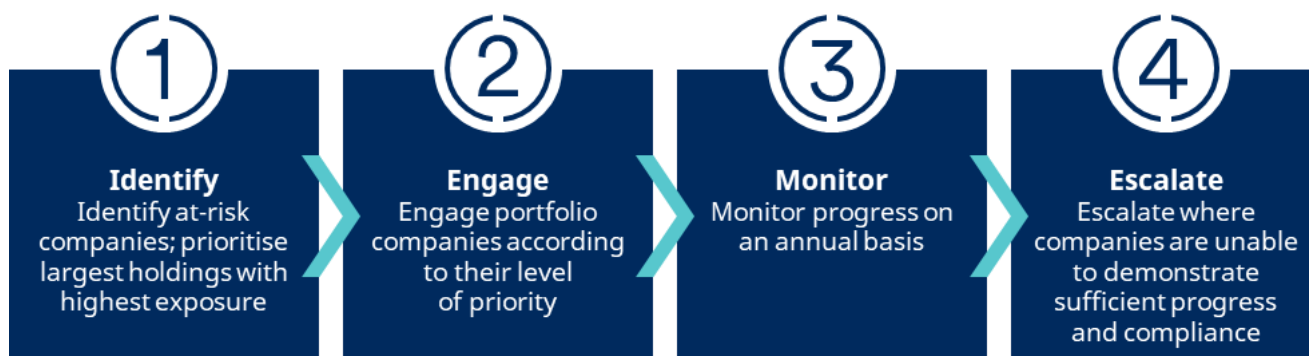 1
Identify
Identify at-risk
companies; prioritise
largest holdings with
highest exposure
2
Engage
Engage portfolio
companies according
to their level
of priority
3
Monitor
Monitor progress on
an annual basis
4
Escalate
Escalate where
companies are unable
to demonstrate
sufficient progress
and compliance